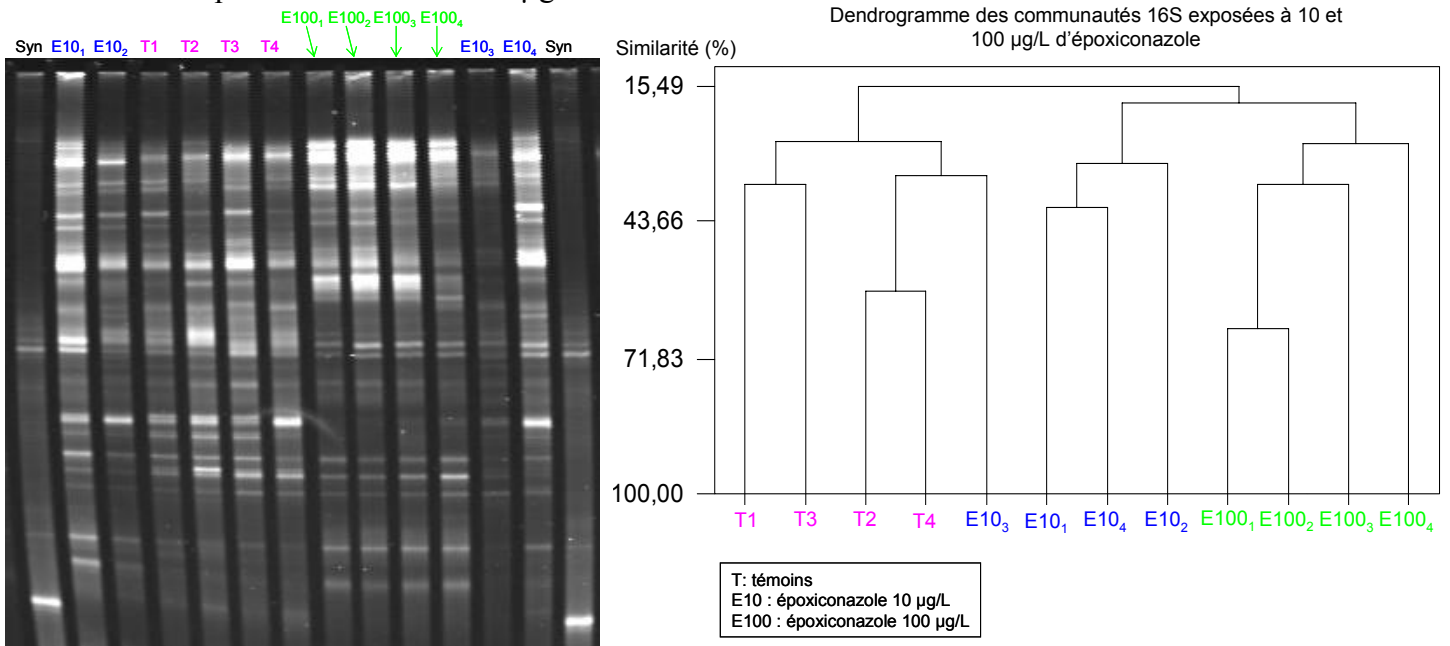 E100₁ E100₂ E100₃ E100₄
Syn E10₁ E10₂ T1 T2 T3 T4 E10₃ E10₄ Syn
Dendrogramme des communautés 16S exposées à 10 et
100 µg/L d'époxiconazole
Similarité (%)
15,49
43,66
71,83
100,00
T1 T3 T2 T4 E10₃ E10₁ E10₄ E10₂ E100₁ E100₂ E100₃ E100₄
T: témoins
E10 : époxiconazole 10 µg/L
E100 : époxiconazole 100 µg/L